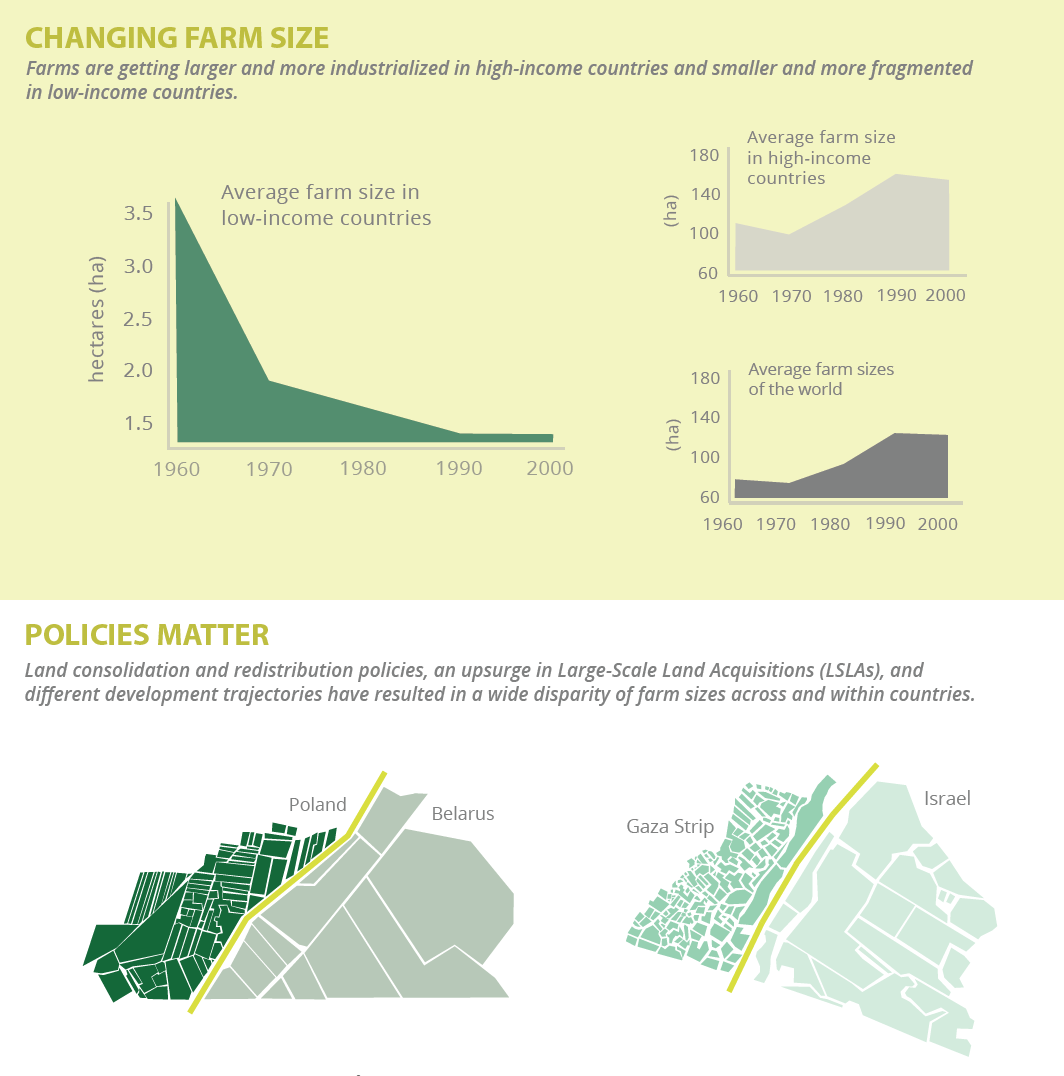 CHANGING FARM SIZE
Farms are getting larger and more industrialized in high-income countries and smaller and more fragmented
in low-income countries.
Average farm size in
low-income countries
hectares (ha)
3.5
3.0
2.5
2.0
1.5
1960 1970 1980 1990 2000
Average farm size
in high-income
countries
(ha)
180
140
100
60
1960 1970 1980 1990 2000
Average farm sizes
of the world
(ha)
180
140
100
60
1960 1970 1980 1990 2000
POLICIES MATTER
Land consolidation and redistribution policies, an upsurge in Large-Scale Land Acquisitions (LSLAs), and
different development trajectories have resulted in a wide disparity of farm sizes across and within countries.
Poland
Belarus
Gaza Strip
Israel